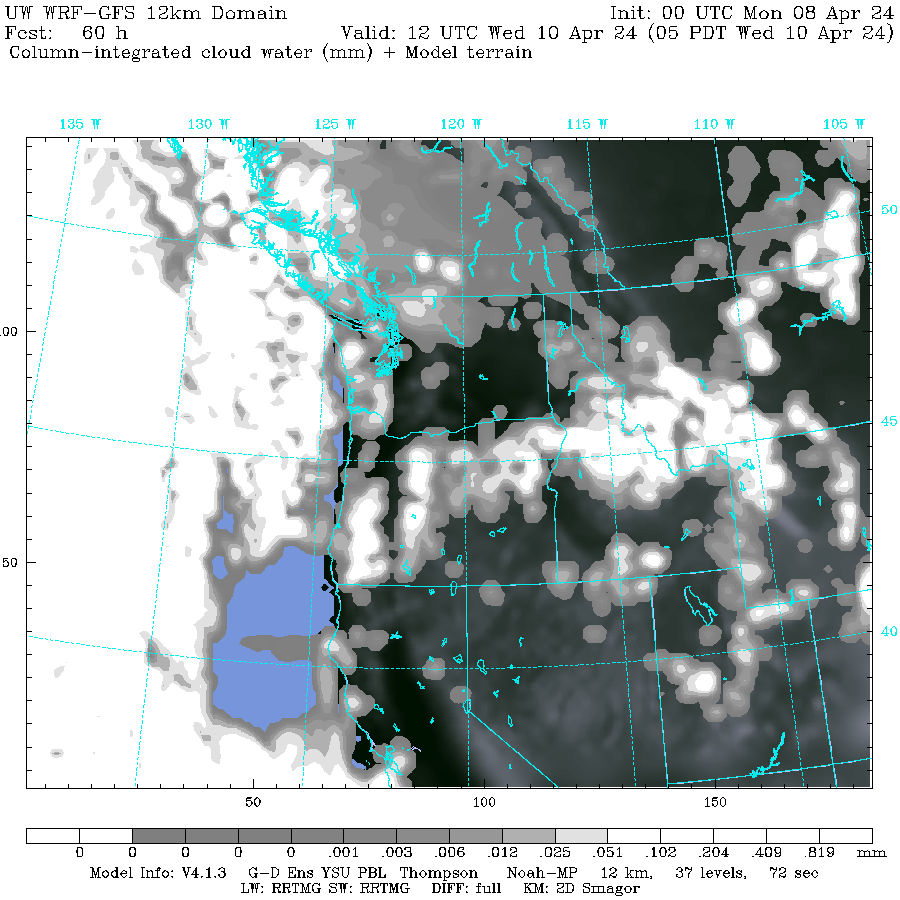 UW WRF-GFS 12km Domain Init: 00 UTC Mon 08 Apr 24
Fcst: 60 h Valid: 12 UTC Wed 10 Apr 24 (05 PDT Wed 10 Apr 24)
Column-integrated cloud water (mm) + Model terrain
135 W 130 W 125 W 120 W 115 W 110 W 105 W
50
00
45
50
40
50 100 150
0 0 0 0 0 .001 .003 .006 .012 .025 .051 .102 .204 .409 .819 mm
Model Info: V4.1.3 G-D Ens YSU PBL Thompson Noah-MP 12 km, 37 levels, 72 sec
LW: RRTMG SW: RRTMG DIFF: full KM: 2D Smagor